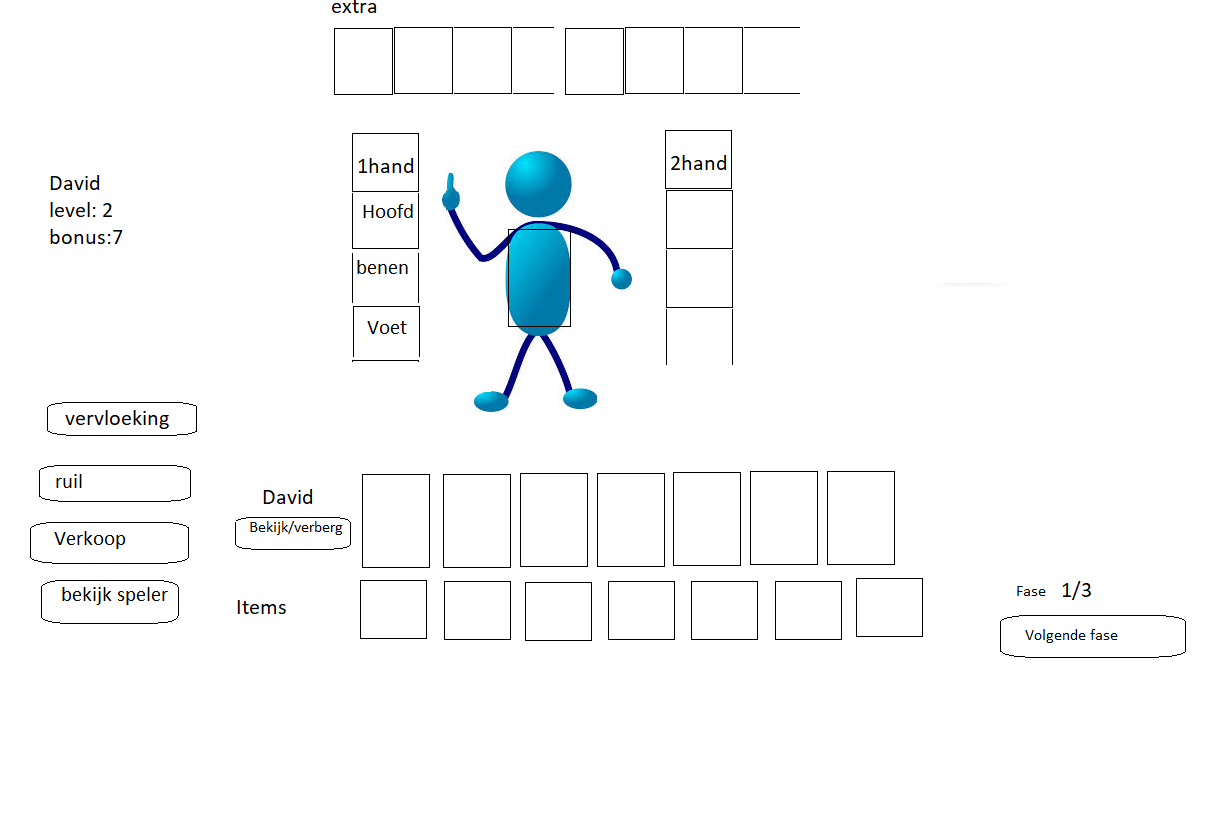 extra
1hand
2hand
David
level: 2
bonus:7
Hoofd
benen
Voet
vervloeking
ruil
Verkoop
bekijk speler
David
Bekijk/verberg
Items
Fase 1/3
Volgende fase